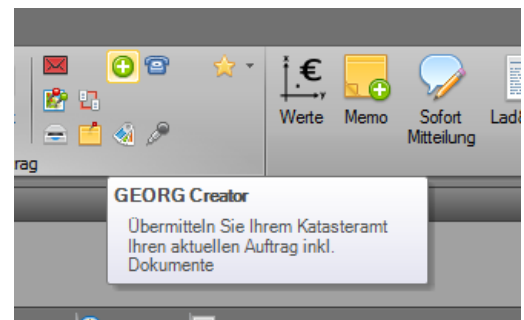 Werte
Memo
Sofort
Mitteilung
Lad
rag
GEORG Creator
Übermitteln Sie Ihrem Katasteramt
Ihren aktuellen Auftrag inkl.
Dokumente